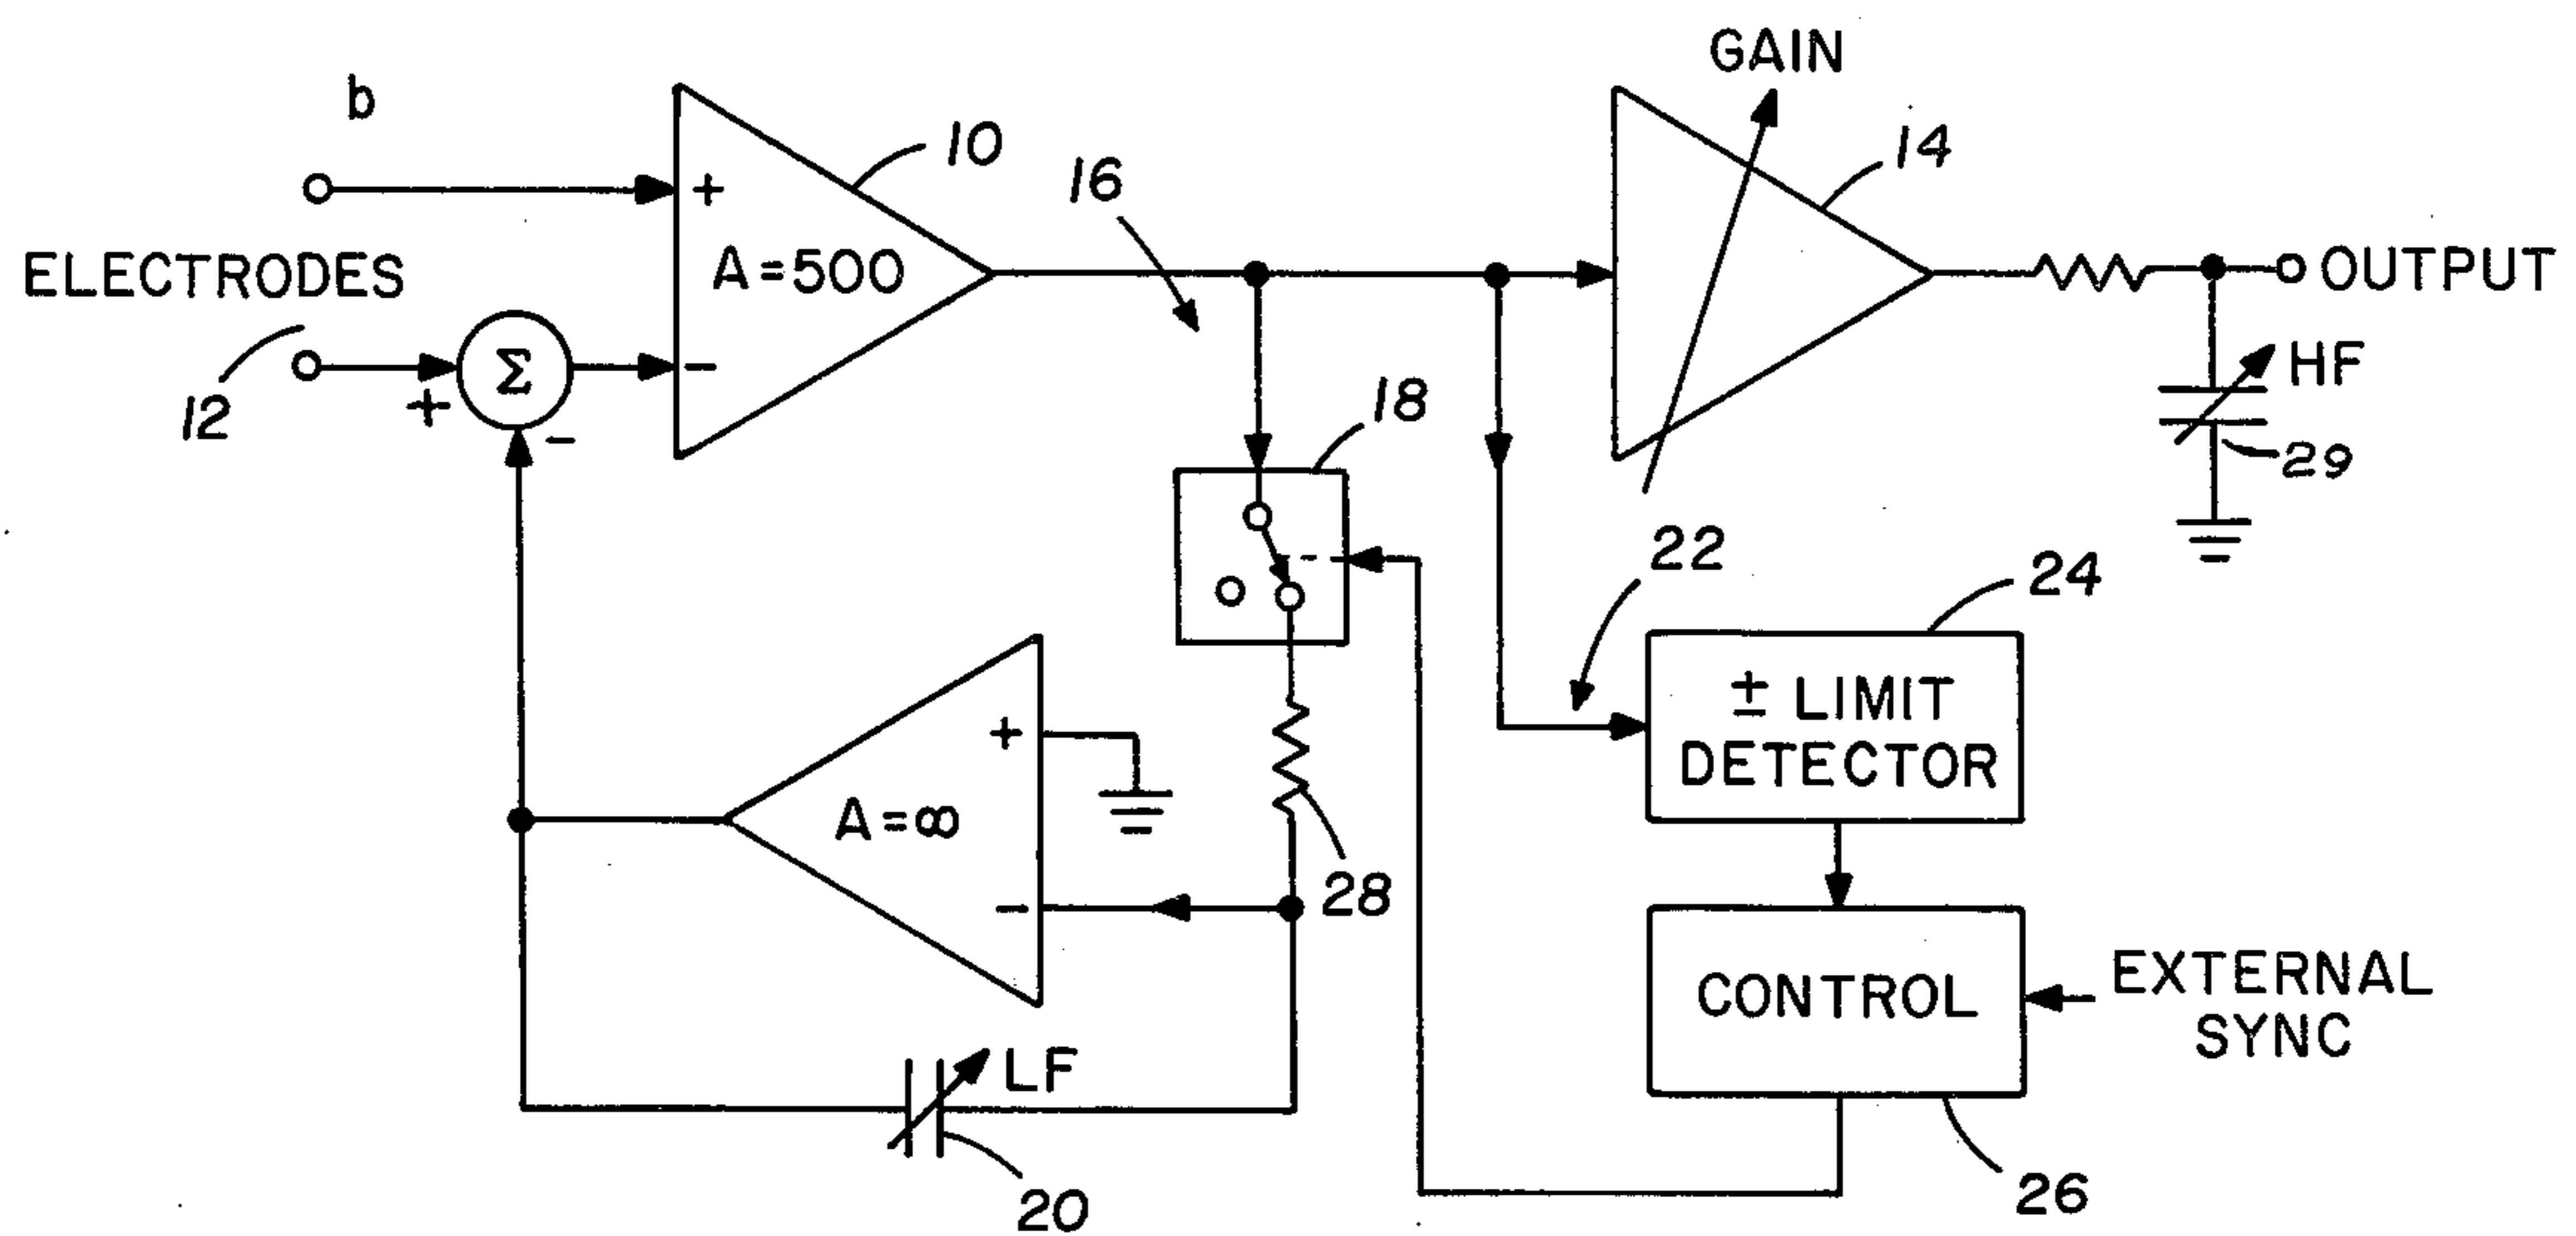 GAIN
b
10
14
16
+
A=500
−
ELECTRODES
OUTPUT
12
+
Σ
−
HF
29
18
22
24
± LIMIT
DETECTOR
+
A=∞
−
28
CONTROL
EXTERNAL
SYNC
LF
20
26